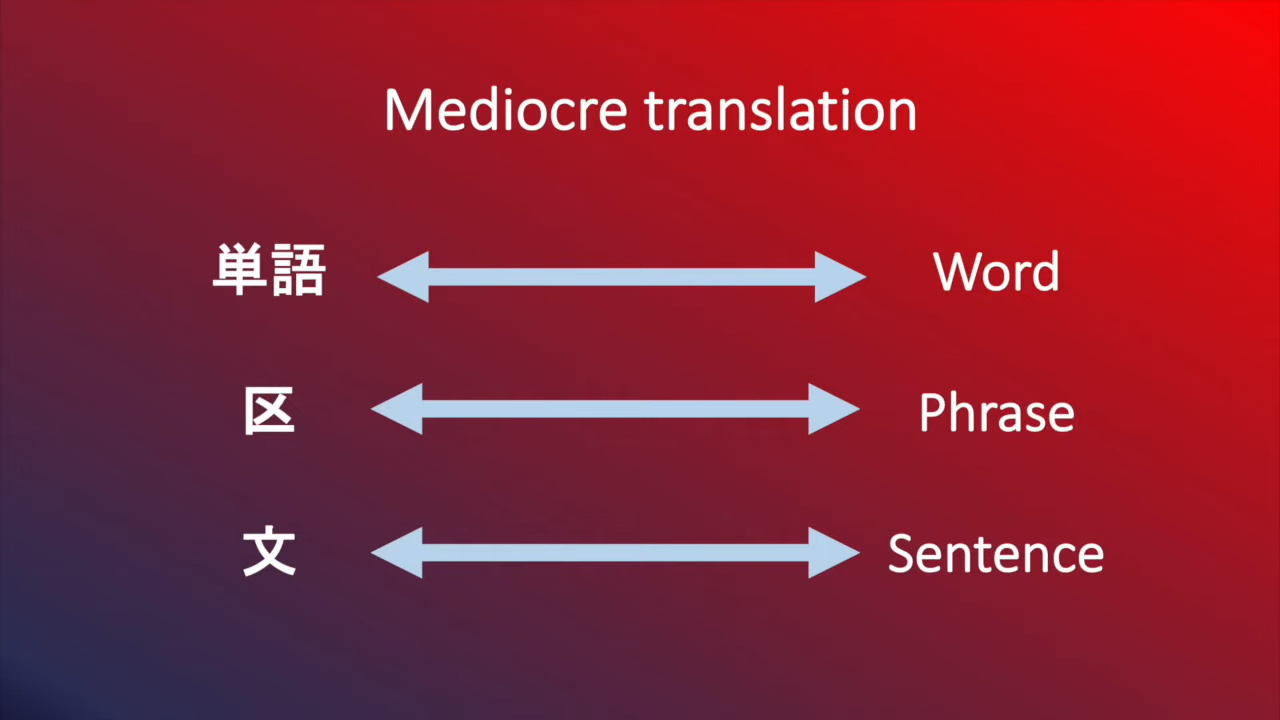 Mediocre translation
単語 Word
区 Phrase
文 Sentence